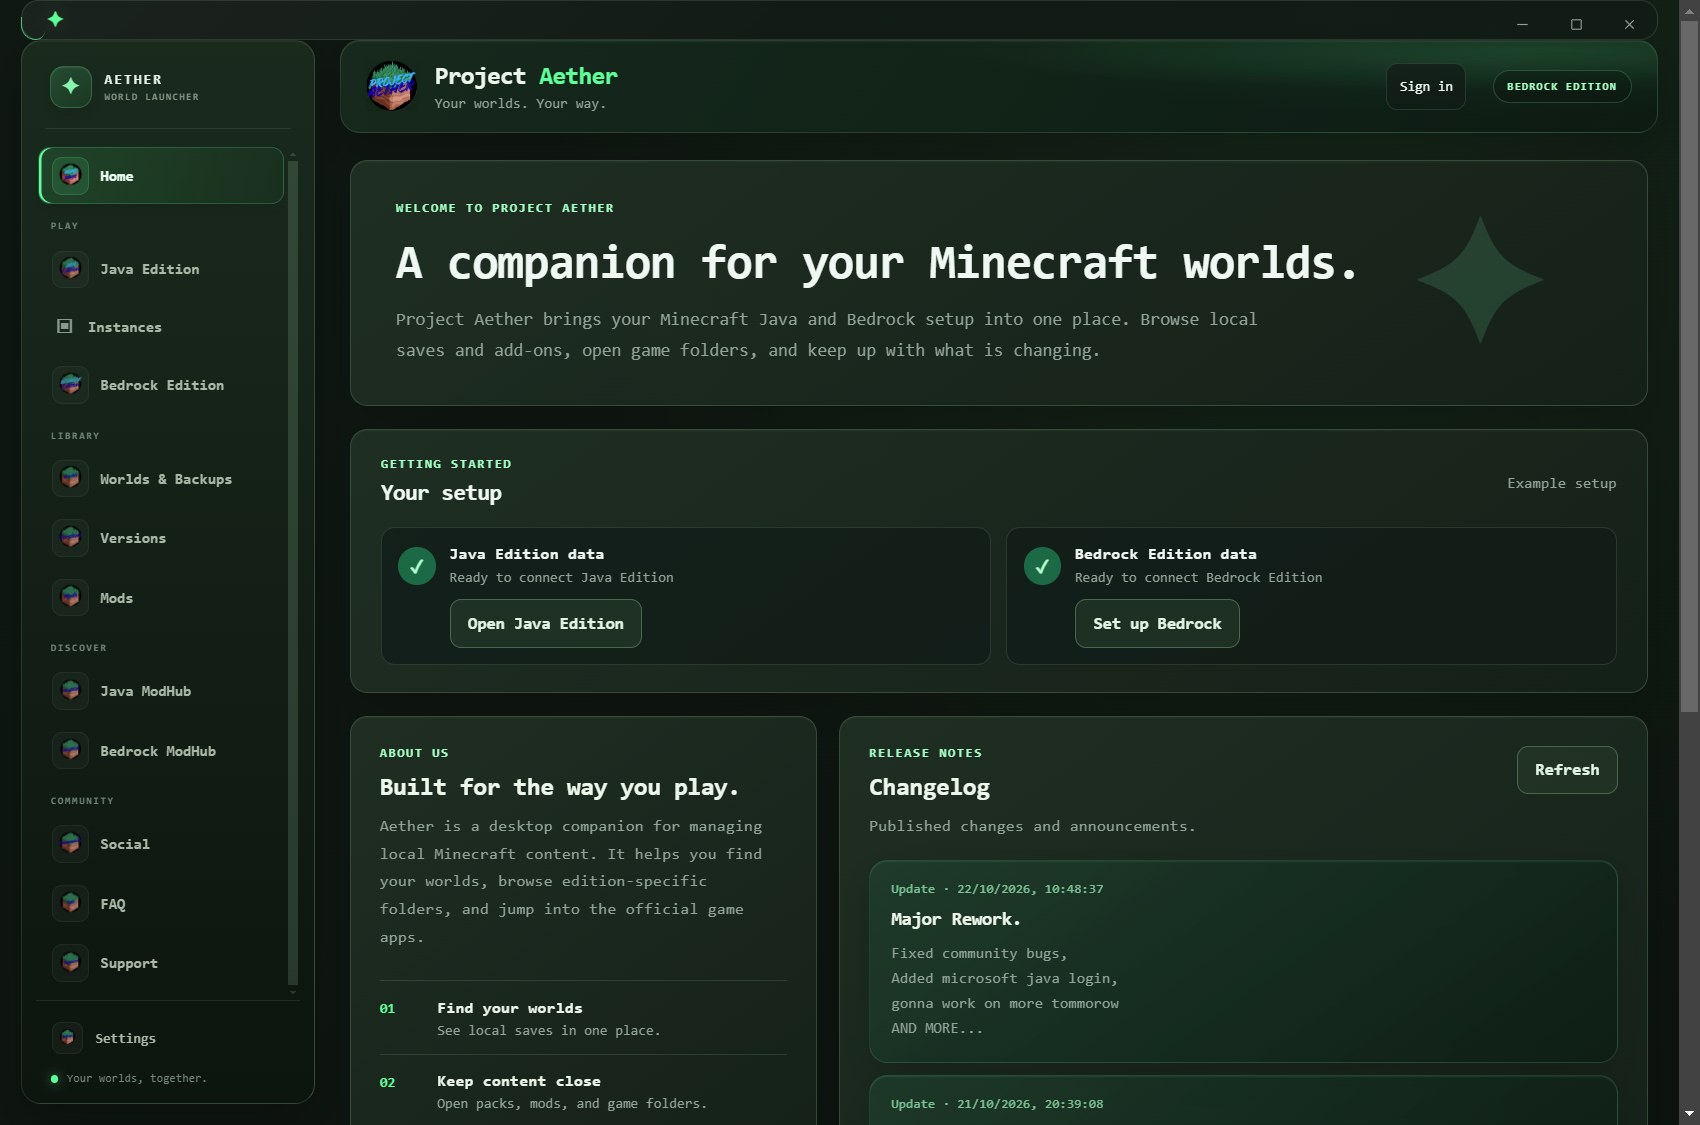 AETHER
WORLD LAUNCHER
Home
PLAY
Java Edition
Instances
Bedrock Edition
LIBRARY
Worlds & Backups
Versions
Mods
DISCOVER
Java ModHub
Bedrock ModHub
COMMUNITY
Social
FAQ
Support
Settings
Your worlds, together.
PROJECT
AETHER
Project Aether
Your worlds. Your way.
Sign in
BEDROCK EDITION
WELCOME TO PROJECT AETHER
A companion for your Minecraft worlds.
Project Aether brings your Minecraft Java and Bedrock setup into one place. Browse local
saves and add-ons, open game folders, and keep up with what is changing.
GETTING STARTED
Your setup
Example setup
Java Edition data
Ready to connect Java Edition
Open Java Edition
Bedrock Edition data
Ready to connect Bedrock Edition
Set up Bedrock
ABOUT US
Built for the way you play.
Aether is a desktop companion for managing
local Minecraft content. It helps you find
your worlds, browse edition-specific
folders, and jump into the official game
apps.
01 Find your worlds
See local saves in one place.
02 Keep content close
Open packs, mods, and game folders.
RELEASE NOTES
Changelog
Refresh
Published changes and announcements.
Update · 22/10/2026, 10:48:37
Major Rework.
Fixed community bugs,
Added microsoft java login,
gonna work on more tommorow
AND MORE...
Update · 21/10/2026, 20:39:08